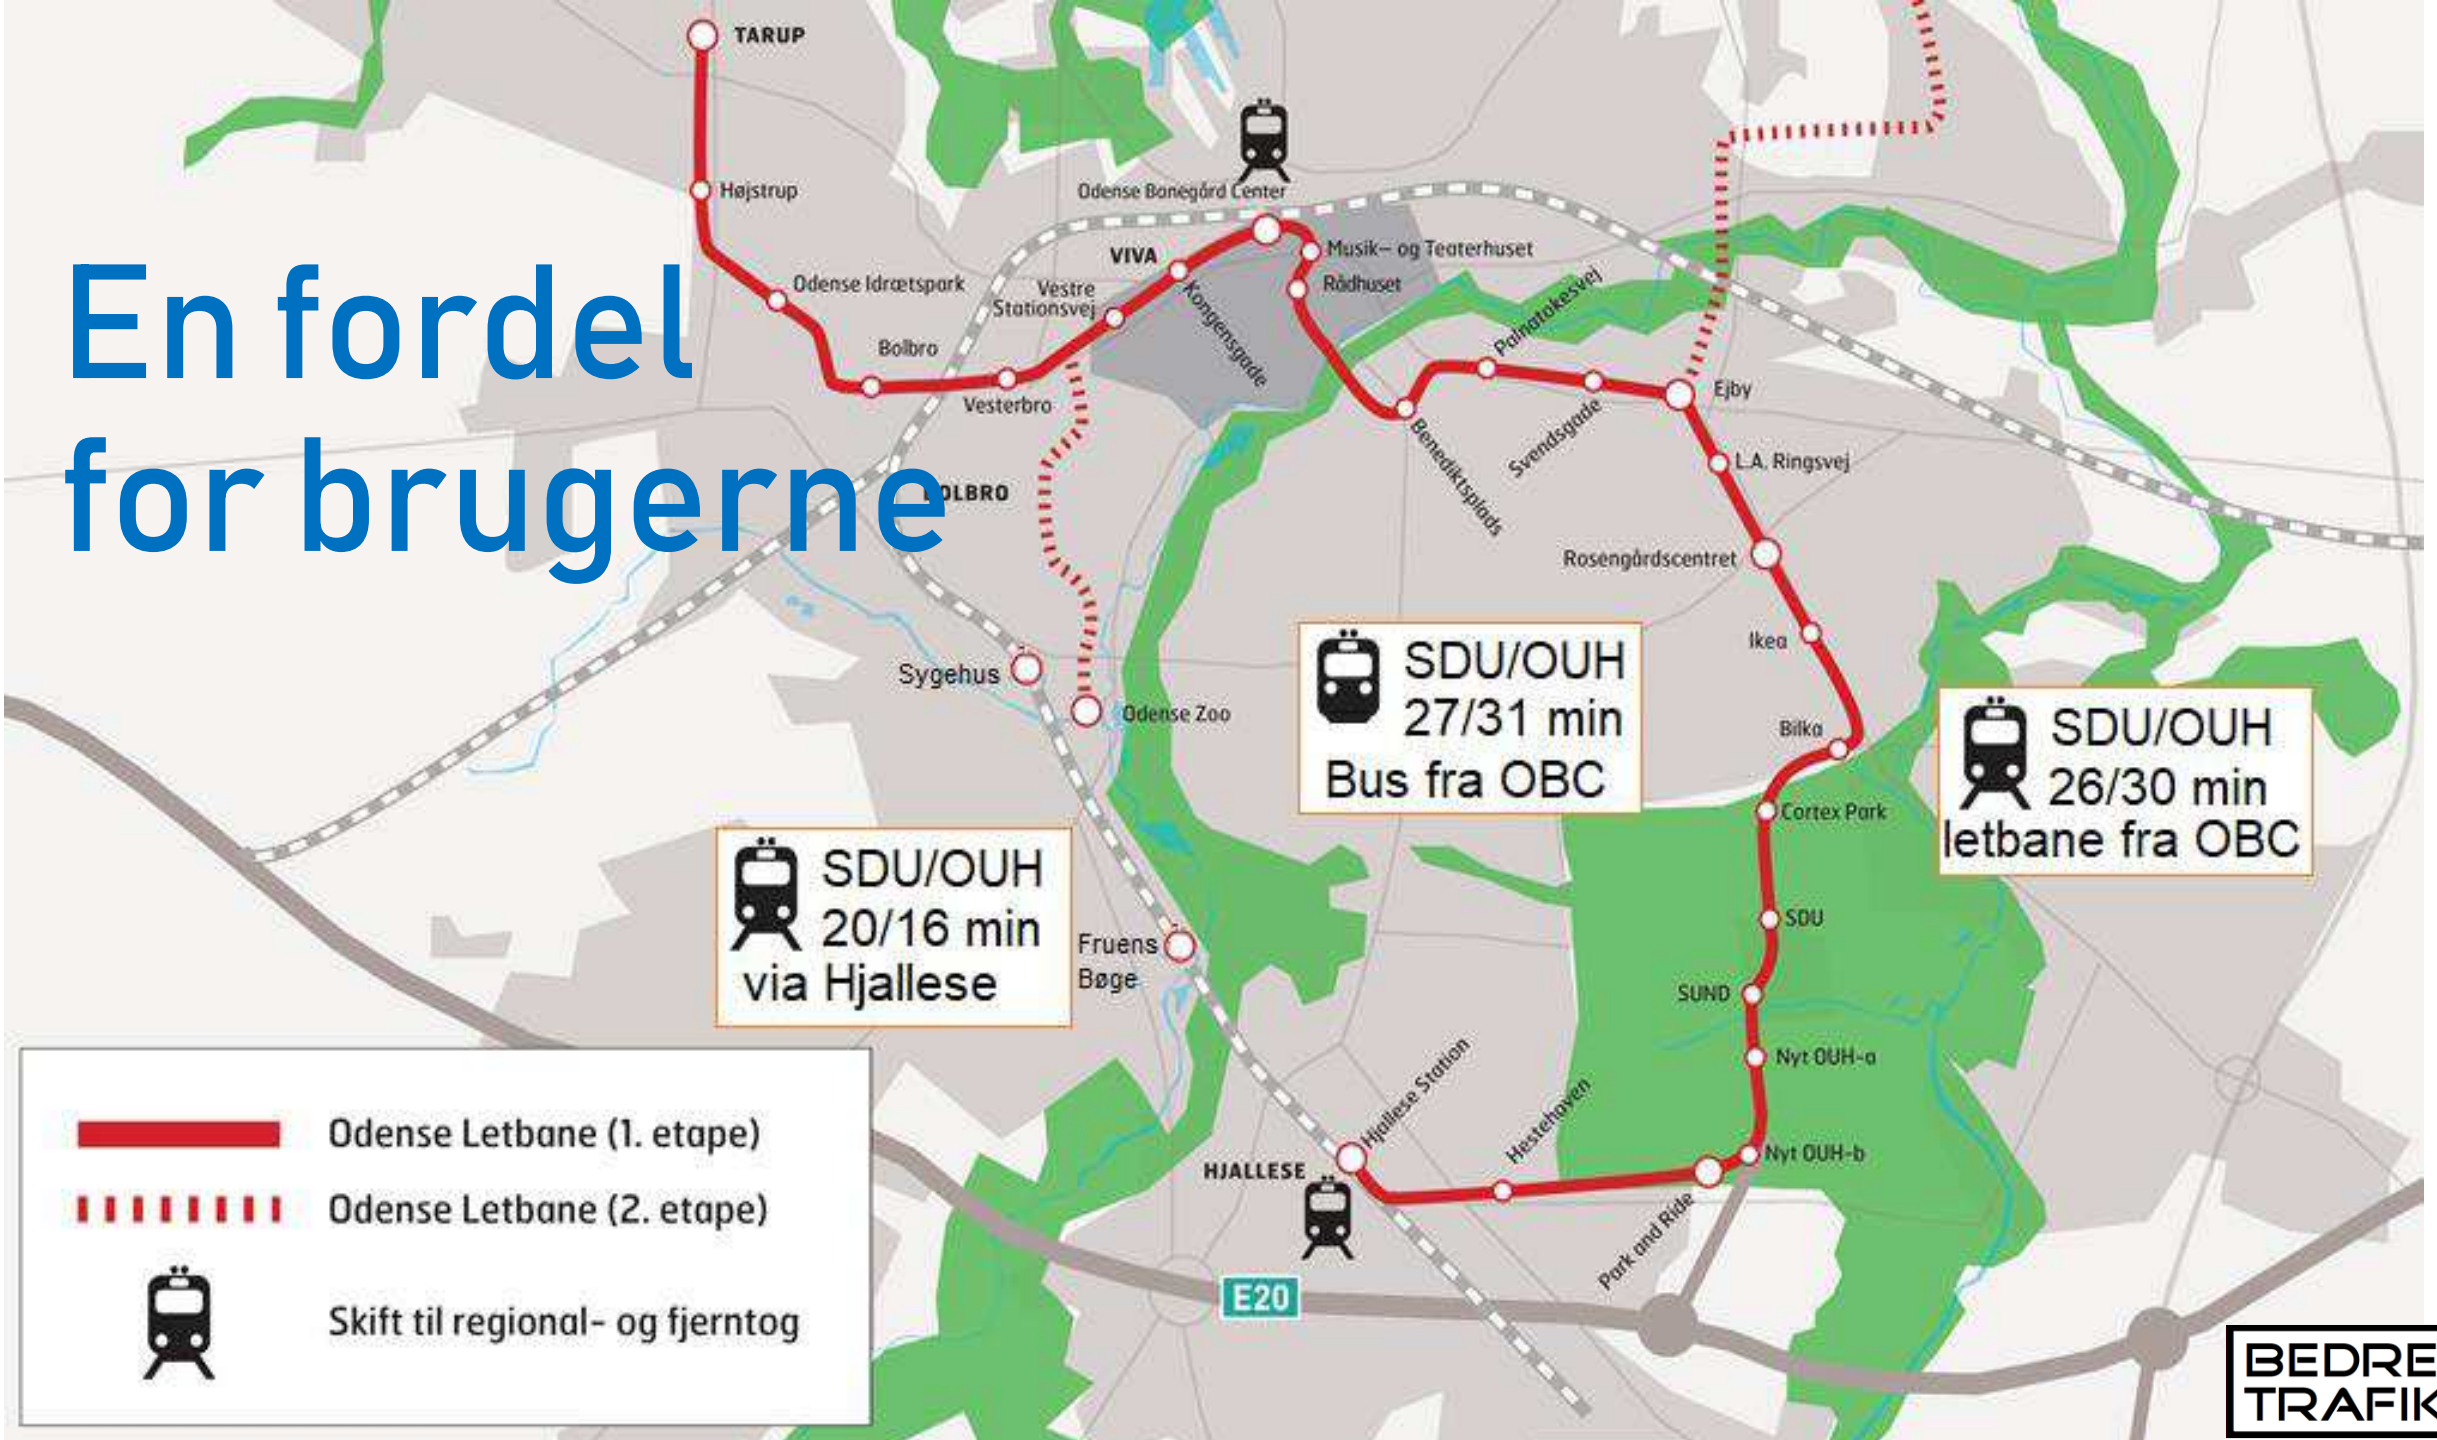 TARUP
Højstrup
Odense Banegård Center
En fordel
for brugerne
Odense Idrætspark
VIVA
Vestre
Stationsvej
Kongensgade
Musik- og Teaterhuset
Rådhuset
Bolbro
Vesterbro
Palnatokesvej
Benediktsplads
Svendsgade
Ejby
L.A. Ringsvej
BOLBRO
Rosengårdscentret
Ikea
Sygehus
Odense Zoo
SDU/OUH
27/31 min
Bus fra OBC
Bilka
SDU/OUH
26/30 min
letbane fra OBC
Cortex Park
SDU/OUH
20/16 min
via Hjallese
Fruens
Bøge
SDU
SUND
Nyt OUH-a
Hjallese Station
Hestehaven
HJALLESE
Nyt OUH-b
Park and Ride
E20
Odense Letbane (1. etape)
Odense Letbane (2. etape)
Skift til regional- og fjerntog
BEDRE
TRAFIK